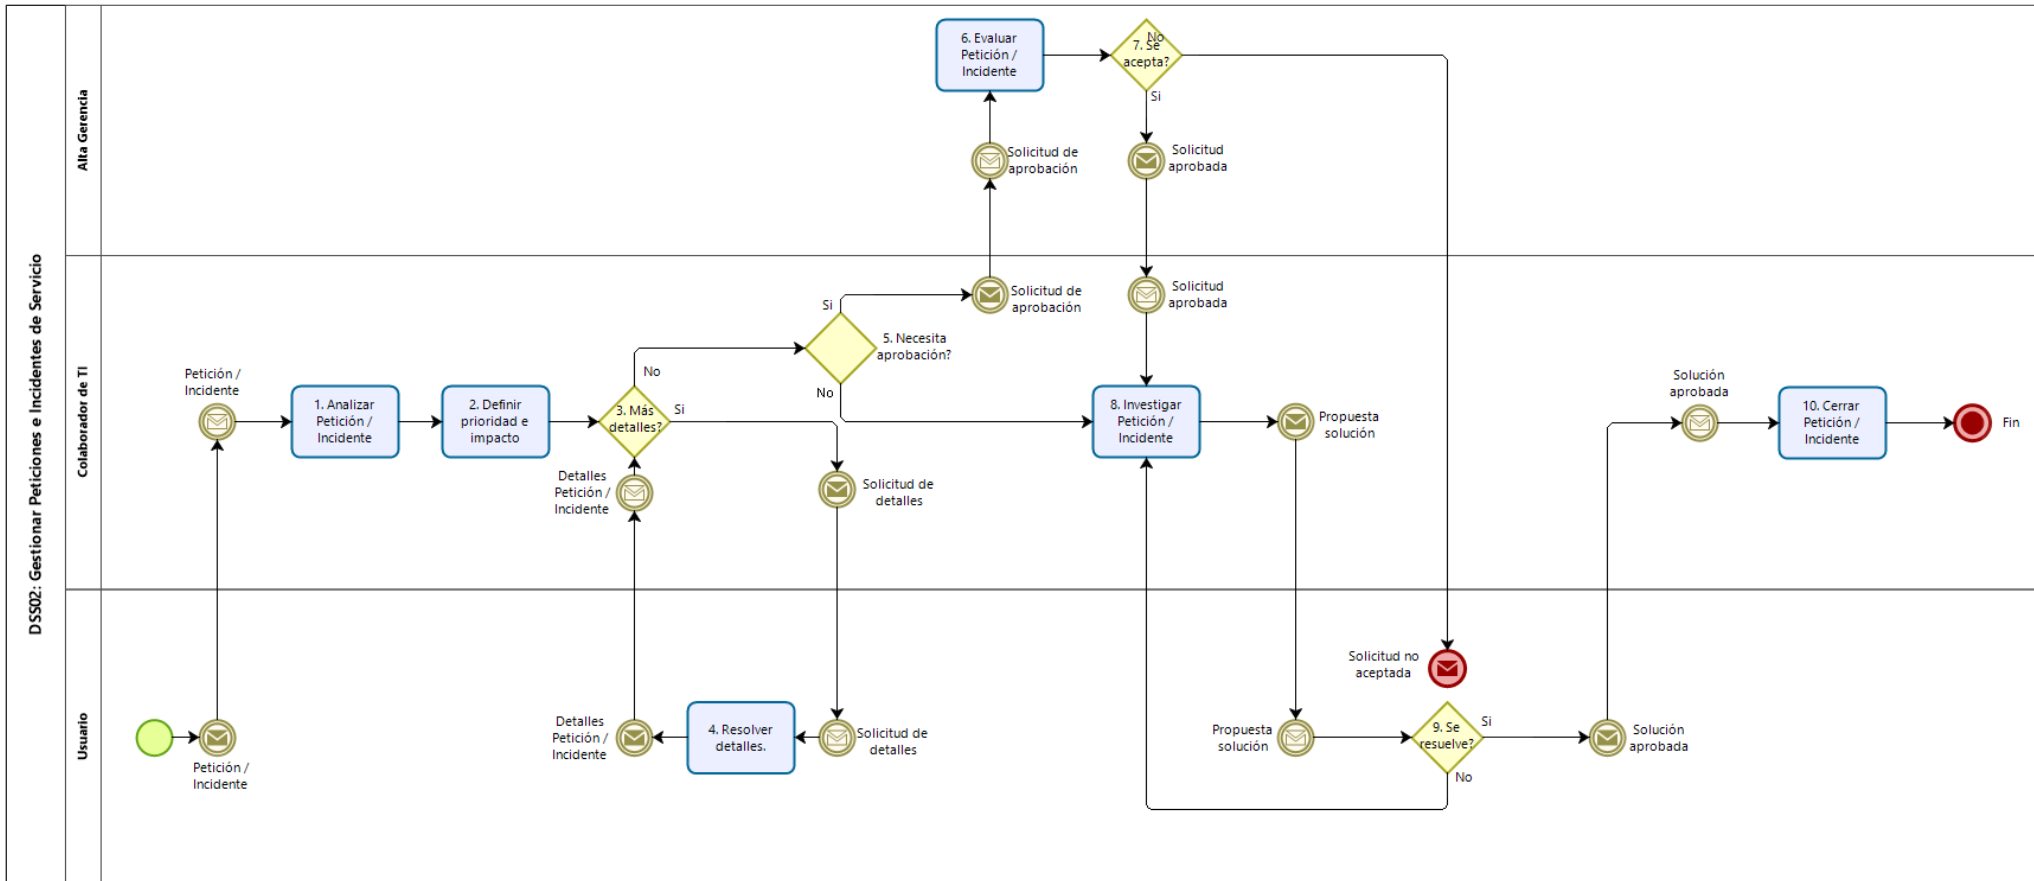 DSS02: Gestionar Peticiones e Incidentes de Servicio
Alta Gerencia
6. Evaluar
Petición /
Incidente
No
7. Se
acepta?
Si
Solicitud de
aprobación
Solicitud
aprobada
Colaborador de TI
Petición /
Incidente
1. Analizar
Petición /
Incidente
2. Definir
prioridad e
impacto
3. Más
detalles?
No
Si
Detalles
Petición /
Incidente
Solicitud de
detalles
Si
5. Necesita
aprobación?
No
Solicitud de
aprobación
Solicitud
aprobada
8. Investigar
Petición /
Incidente
Propuesta
solución
Solución
aprobada
10. Cerrar
Petición /
Incidente
Fin
Usuario
Petición /
Incidente
Detalles
Petición /
Incidente
4. Resolver
detalles.
Solicitud de
detalles
Solicitud no
aceptada
Propuesta
solución
9. Se
resuelve?
Si
No
Solución
aprobada